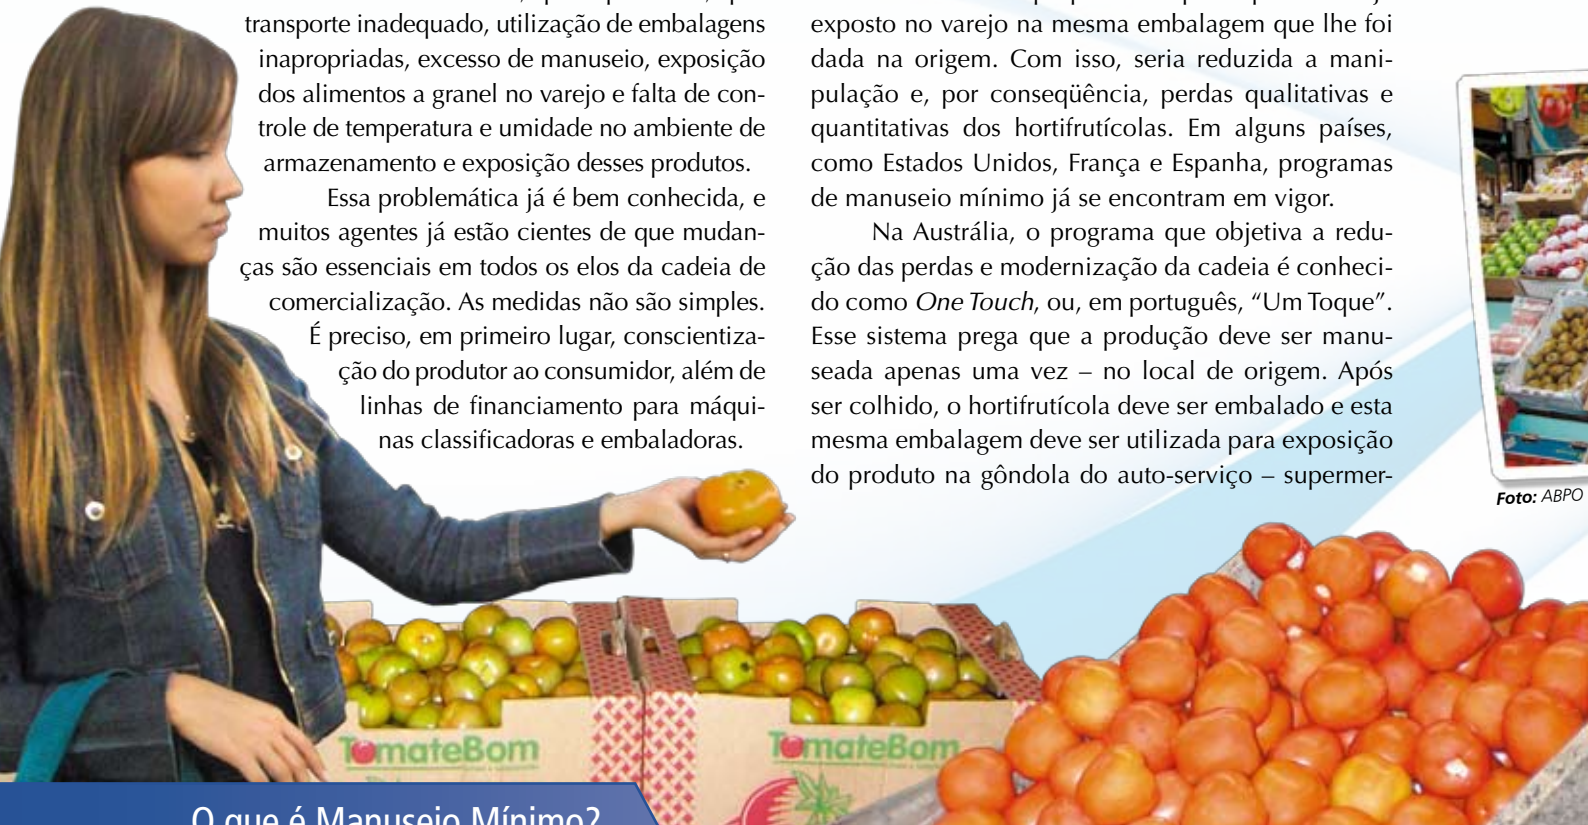 transporte inadequado, utilização de embalagens
inapropriadas, excesso de manuseio, exposição
dos alimentos a granel no varejo e falta de con-
trole de temperatura e umidade no ambiente de
armazenamento e exposição desses produtos.
Essa problemática já é bem conhecida, e
muitos agentes já estão cientes de que mudan-
ças são essenciais em todos os elos da cadeia de
comercialização. As medidas não são simples.
É preciso, em primeiro lugar, conscientiza-
ção do produtor ao consumidor, além de
linhas de financiamento para máqui-
nas classificadoras e embaladoras.
exposto no varejo na mesma embalagem que lhe foi
dada na origem. Com isso, seria reduzida a mani-
pulação e, por conseqüência, perdas qualitativas e
quantitativas dos hortifrutícolas. Em alguns países,
como Estados Unidos, França e Espanha, programas
de manuseio mínimo já se encontram em vigor.
Na Austrália, o programa que objetiva a redu-
ção das perdas e modernização da cadeia é conheci-
do como One Touch, ou, em português, “Um Toque”.
Esse sistema prega que a produção deve ser manu-
seada apenas uma vez – no local de origem. Após
ser colhido, o hortifrutícola deve ser embalado e esta
mesma embalagem deve ser utilizada para exposição
do produto na gôndola do auto-serviço – supermer-
Foto: ABPO
TomateBom
TomateBom
O que é Manuseio Mínimo?